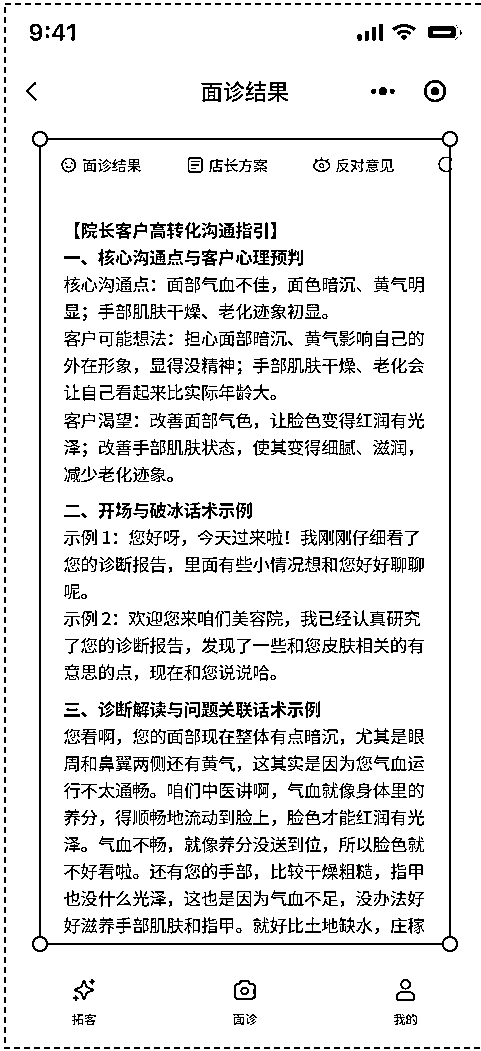 9:41
面诊结果
面诊结果 店长方案 反对意见
【院长客户高转化沟通指引】
一、核心沟通点与客户心理预判
核心沟通点：面部气血不佳，面色暗沉、黄气明
显；手部肌肤干燥、老化迹象初显。
客户可能想法：担心面部暗沉、黄气影响自己的
外在形象，显得没精神；手部肌肤干燥、老化会
让自己看起来比实际年龄大。
客户渴望：改善面部气色，让脸色变得红润有光
泽；改善手部肌肤状态，使其变得细腻、滋润，
减少老化迹象。
二、开场与破冰话术示例
示例 1：您好呀，今天过来啦！我刚刚仔细看了
您的诊断报告，里面有些小情况想和您好好聊聊
呢。
示例 2：欢迎您来咱们美容院，我已经认真研究
了您的诊断报告，发现了一些和您皮肤相关的有
意思的点，现在和您说说哈。
三、诊断解读与问题关联话术示例
您看啊，您的面部现在整体有点暗沉，尤其是眼
周和鼻翼两侧还有黄气，这其实是因为您气血运
行不太通畅。咱们中医讲啊，气血就像身体里的
养分，得顺畅地流动到脸上，脸色才能红润有光
泽。气血不畅，就像养分没送到位，所以脸色就
不好看啦。还有您的手部，比较干燥粗糙，指甲
也没什么光泽，这也是因为气血不足，没办法好
好滋养手部肌肤和指甲。就好比土地缺水，庄稼
拓客 面诊 我的